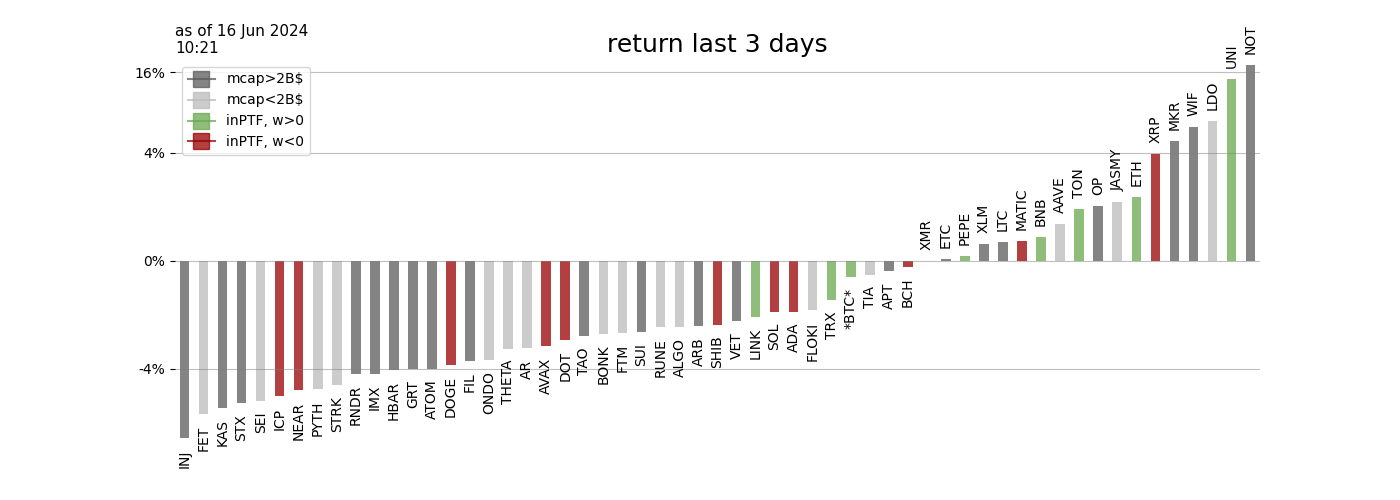 as of 16 Jun 2024
10:21
return last 3 days
16%
4%
0%
-4%
mcap>2B$
mcap<2B$
inPTF, w>0
inPTF, w<0
INJ
FET
KAS
STX
SEI
ICP
NEAR
PYTH
STRK
RNDR
IMX
HBAR
GRT
ATOM
DOGE
FIL
ONDO
THETA
AR
AVAX
DOT
TAO
BONK
FTM
SUI
RUNE
ALGO
ARB
SHIB
VET
LINK
SOL
ADA
FLOKI
TRX
*BTC*
TIA
APT
BCH
XMR
ETC
PEPE
XLM
LTC
MATIC
BNB
AAVE
TON
OP
JASMY
ETH
XRP
MKR
WIF
LDO
UNI
NOT